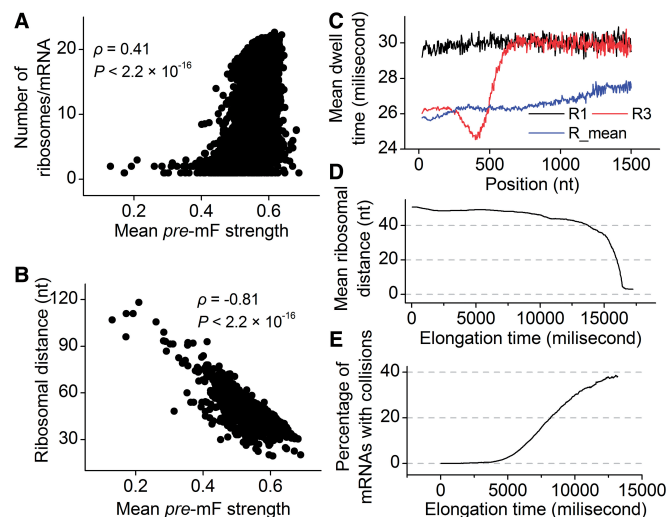 A
Number of
ribosomes/mRNA
20
10
0
ρ = 0.41
P < 2.2 × 10-16
0.2 0.4 0.6
Mean pre-mF strength
B
Ribosomal distance (nt)
120
90
60
30
ρ = -0.81
P < 2.2 × 10-16
0.2 0.4 0.6
Mean pre-mF strength
C
Mean dwell
time (milisecond)
30
28
26
24
R1 R3
R_mean
0 500 1000 1500
Position (nt)
D
Mean ribosomal
distance (nt)
40
20
0
0 5000 10000 15000
Elongation time (milisecond)
E
Percentage of
mRNAs with collisions
40
20
0
0 5000 10000 15000
Elongation time (milisecond)